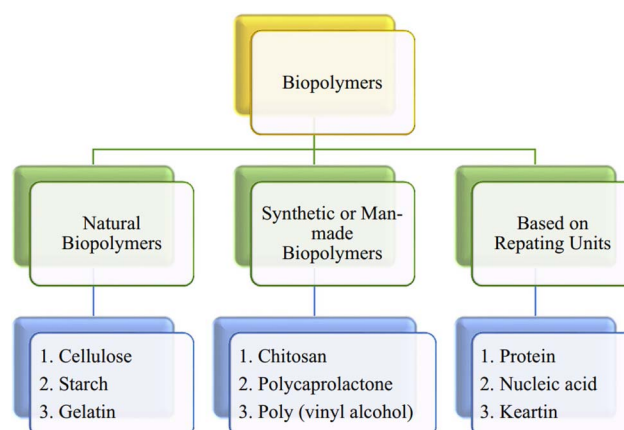 Biopolymers
Natural
Biopolymers
Synthetic or Man-
made
Biopolymers
Based on
Repating Units
1. Cellulose
2. Starch
3. Gelatin
1. Chitosan
2. Polycaprolactone
3. Poly (vinyl alcohol)
1. Protein
2. Nucleic acid
3. Keartin